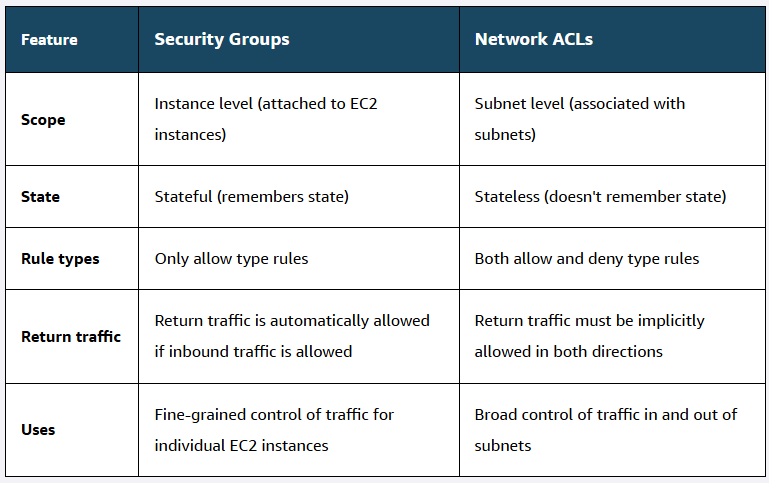 Feature
Security Groups
Network ACLs
Scope
Instance level (attached to EC2
instances)
Subnet level (associated with
subnets)
State
Stateful (remembers state)
Stateless (doesn't remember state)
Rule types
Only allow type rules
Both allow and deny type rules
Return traffic
Return traffic is automatically allowed
if inbound traffic is allowed
Return traffic must be implicitly
allowed in both directions
Uses
Fine-grained control of traffic for
individual EC2 instances
Broad control of traffic in and out of
subnets